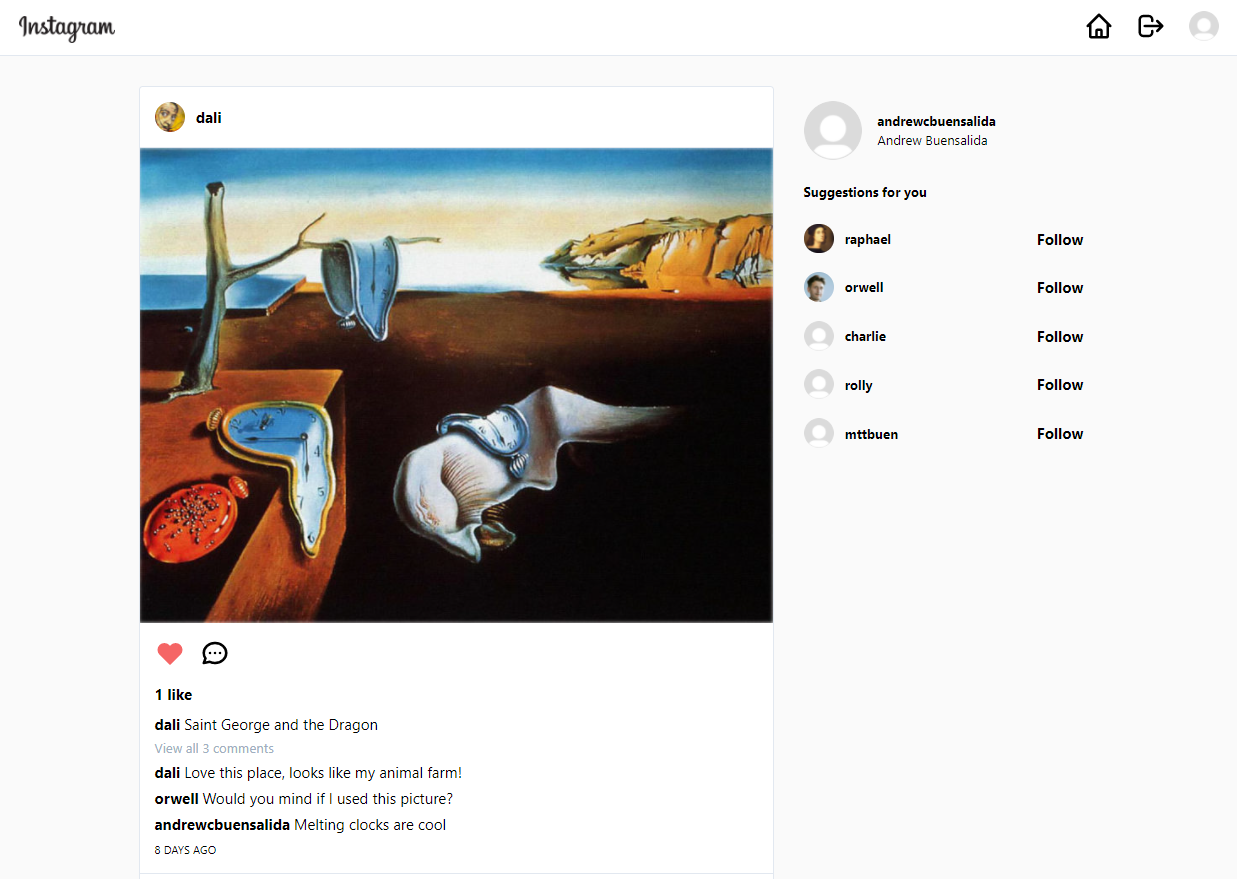 Instagram
dali
andrewcbuensalida
Andrew Buensalida
Suggestions for you
raphael Follow
orwell Follow
charlie Follow
rolly Follow
mttbuen Follow
1 like
dali Saint George and the Dragon
View all 3 comments
dali Love this place, looks like my animal farm!
orwell Would you mind if I used this picture?
andrewcbuensalida Melting clocks are cool
8 DAYS AGO